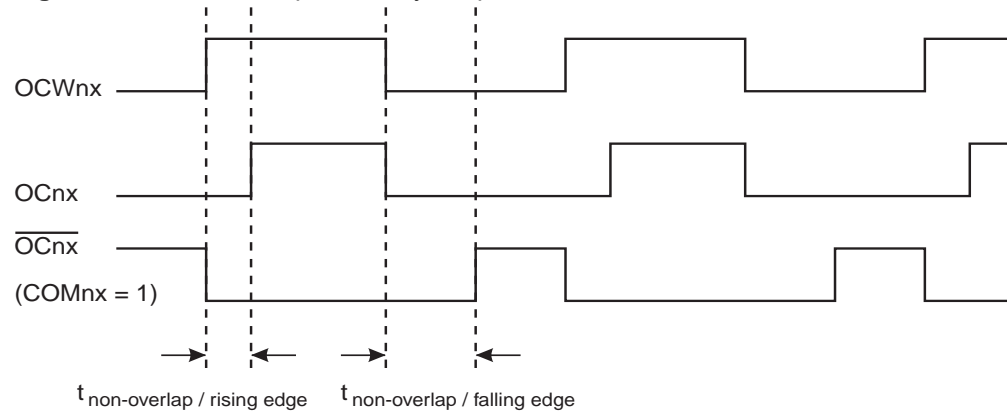 OCWnx
OCnx
OCnx
(COMnx = 1)
t non-overlap / rising edge t non-overlap / falling edge